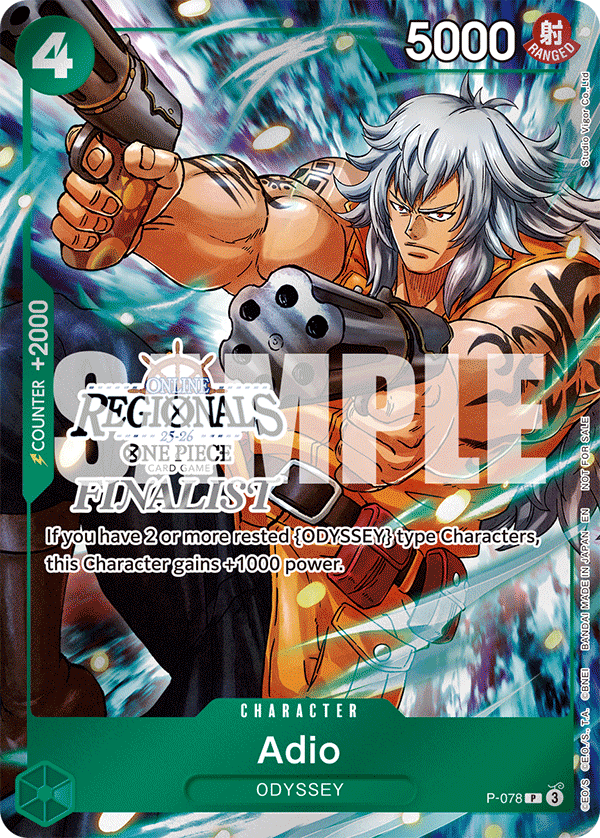 4
5000
射
RANGED
Studio Vigor Co.,Ltd
COUNTER +2000
SAMPLE
ONLINE
REGIONALS
25-26
ONE PIECE
CARD GAME
FINALIST
If you have 2 or more rested {ODYSSEY} type Characters,
this Character gains +1000 power.
CHARACTER
Adio
ODYSSEY
P-078 P 3
©EO/S ©E.O./S., T.A. ©BNEI BANDAI MADE IN JAPAN EN NOT FOR SALE